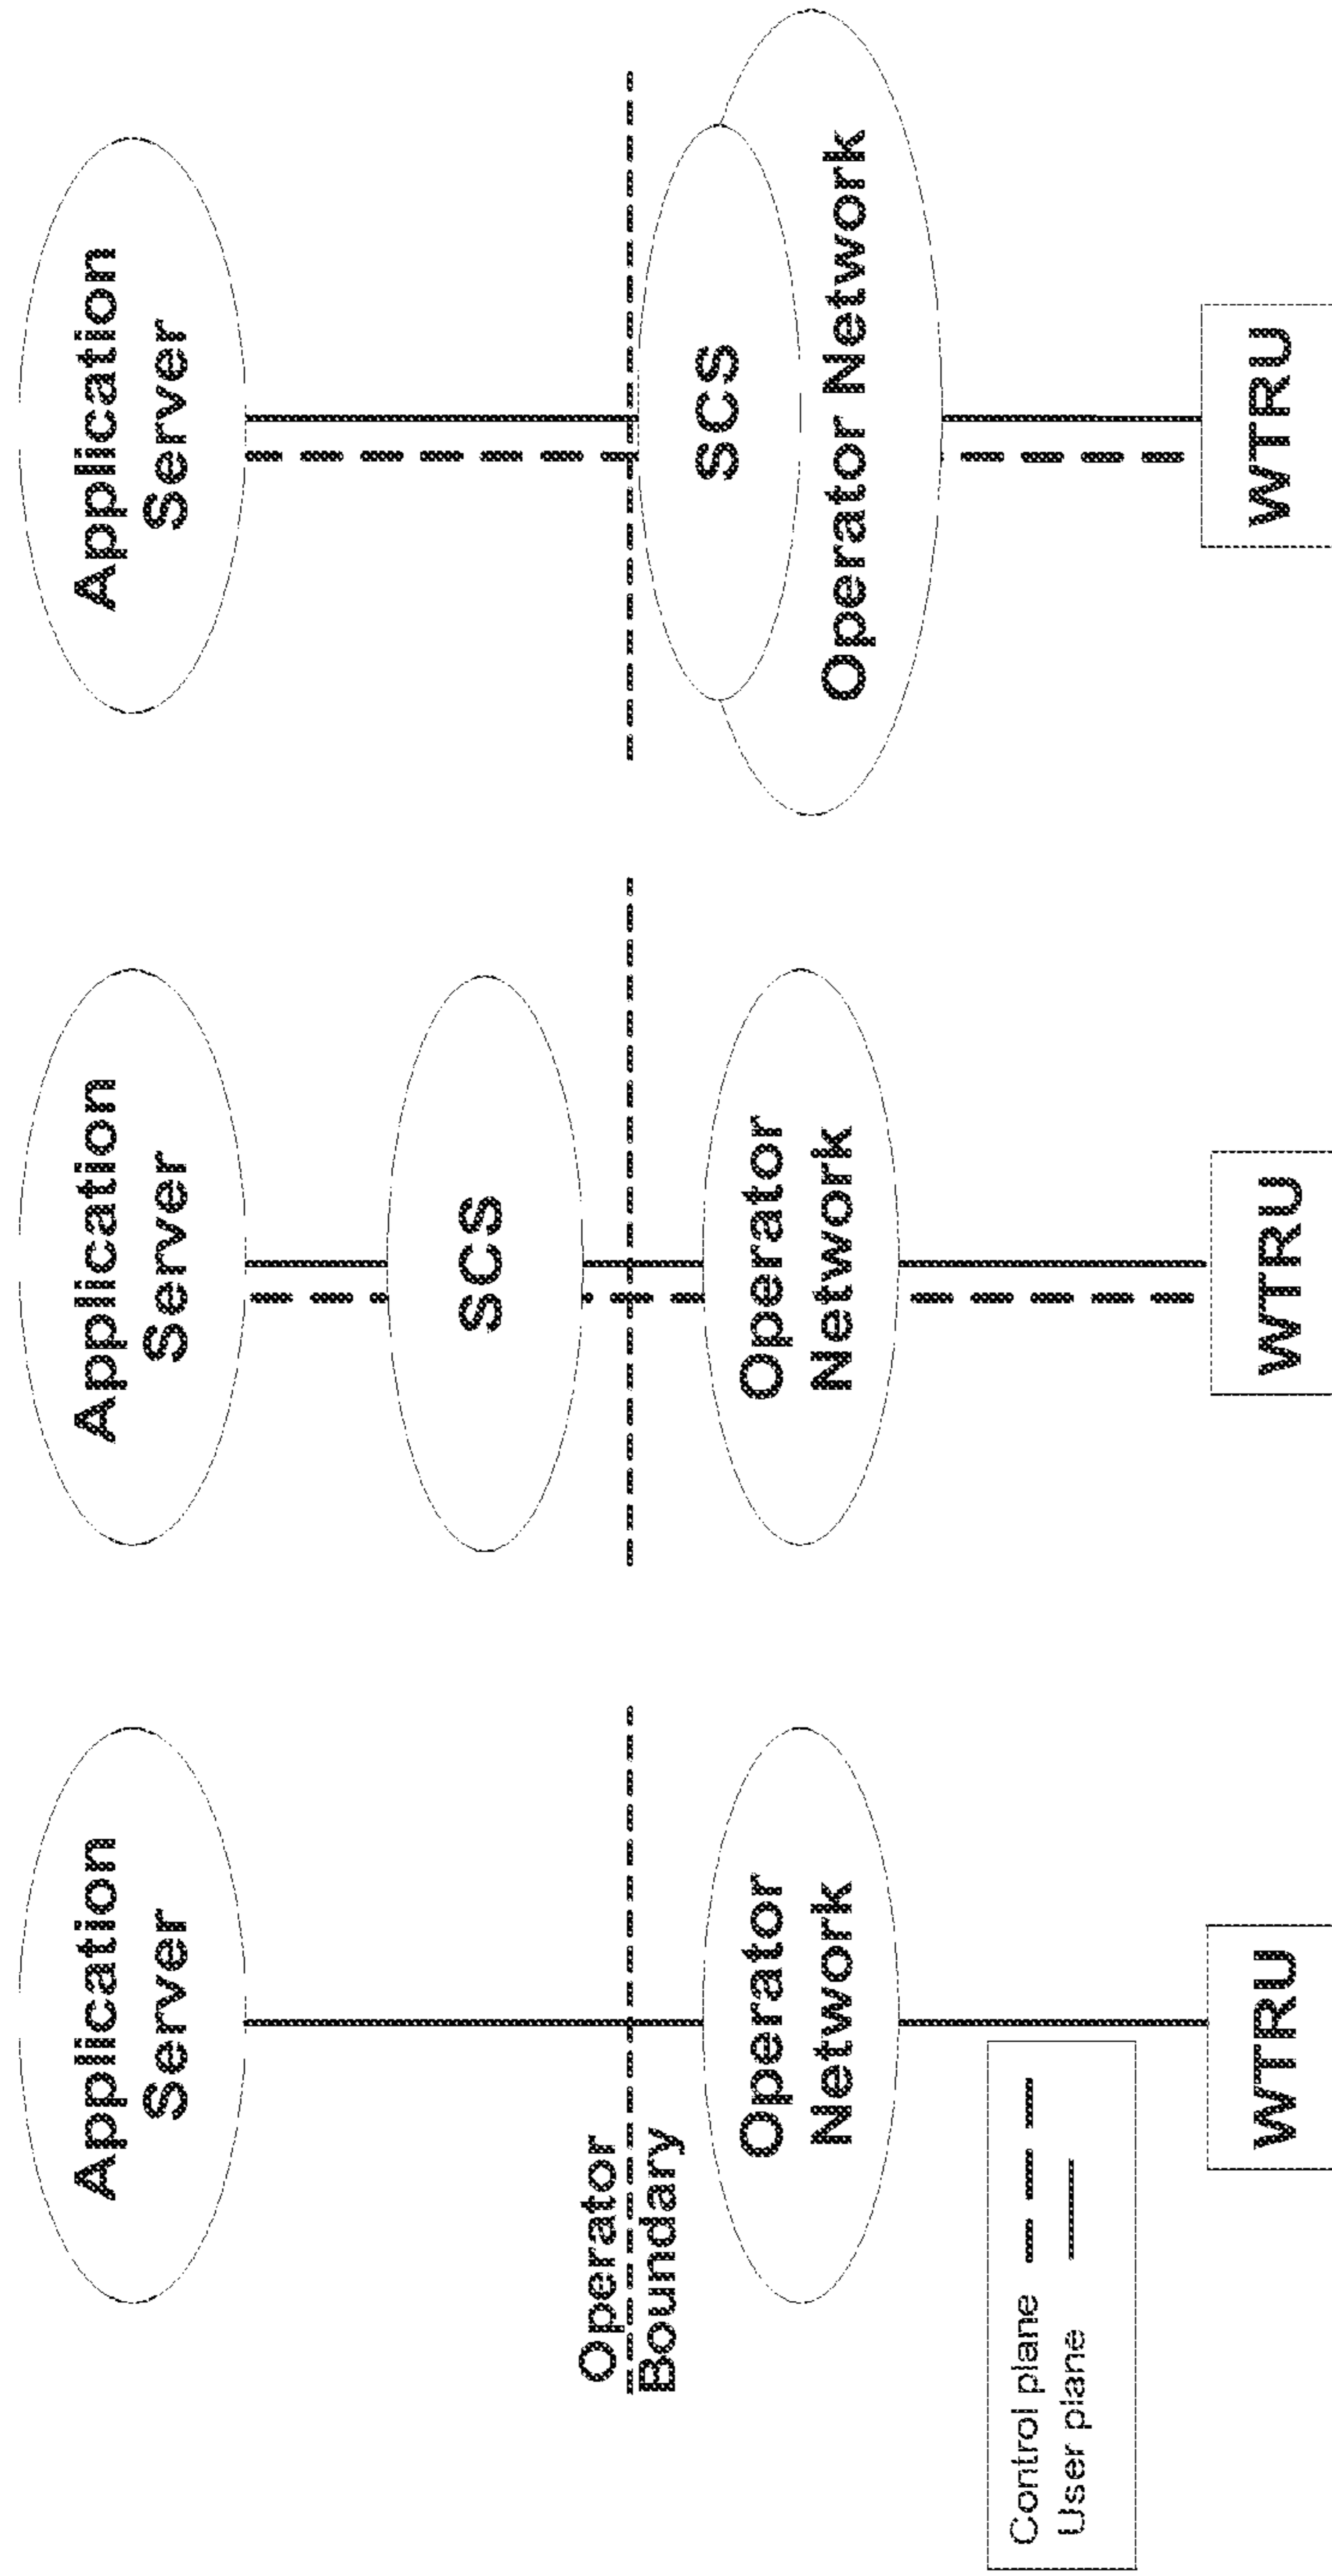 Application
Server
Operator
Boundary
Operator
Network
Control plane
User plane
WTRU
Application
Server
SCS
Operator
Network
WTRU
Application
Server
SCS
Operator Network
WTRU